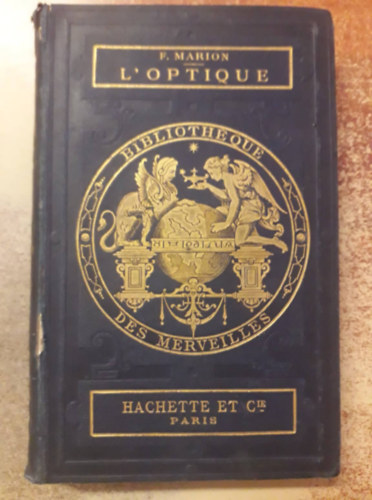 F. MARION
L'OPTIQUE
BIBLIOTHÈQUE
DES MERVEILLES
HACHETTE ET CIE
PARIS